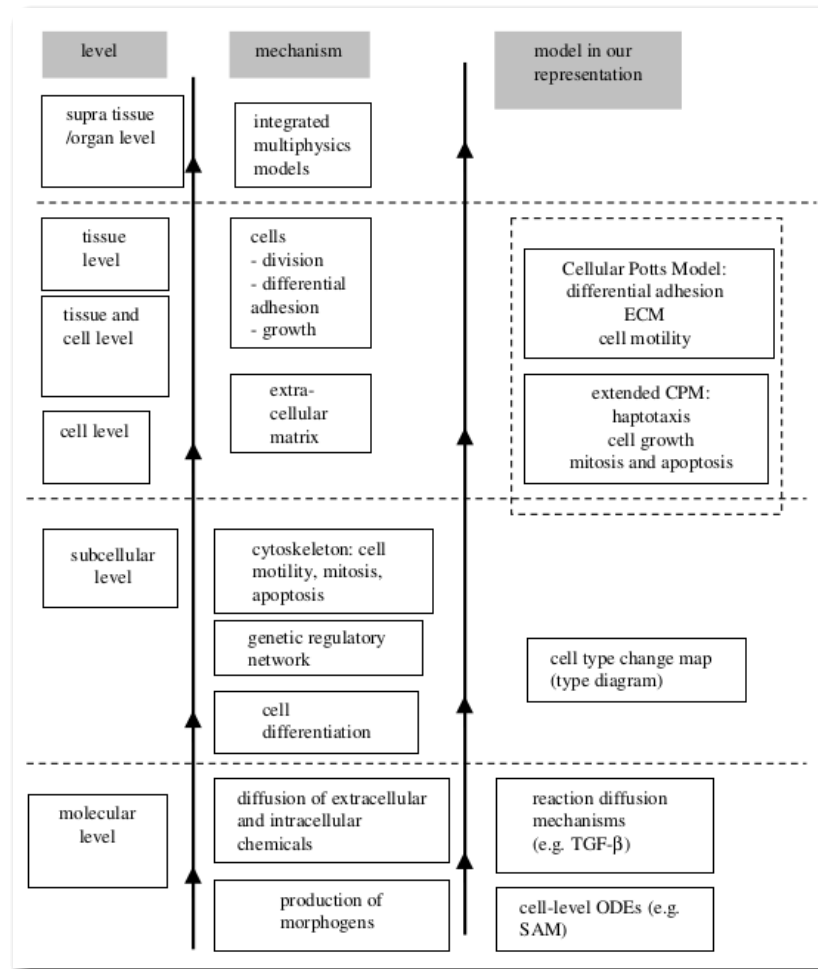 level
mechanism
model in our
representation
supra tissue
/organ level
integrated
multiphysics
models
tissue
level
tissue and
cell level
cell level
cells
- division
- differential
adhesion
- growth
extra-
cellular
matrix
Cellular Potts Model:
differential adhesion
ECM
cell motility
extended CPM:
haptotaxis
cell growth
mitosis and apoptosis
subcellular
level
cytoskeleton: cell
motility, mitosis,
apoptosis
genetic regulatory
network
cell
differentiation
cell type change map
(type diagram)
molecular
level
diffusion of extracellular
and intracellular
chemicals
production of
morphogens
reaction diffusion
mechanisms
(e.g. TGF-β)
cell-level ODEs (e.g.
SAM)